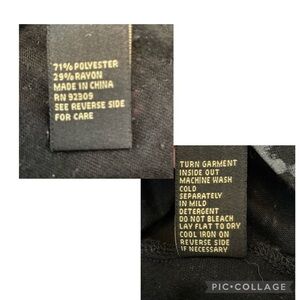 71% POLYESTER
29% RAYON
MADE IN CHINA
RN 92309
SEE REVERSE SIDE
FOR CARE
TURN GARMENT
INSIDE OUT
MACHINE WASH
COLD
SEPARATELY
IN MILD
DETERGENT
DO NOT BLEACH
LAY FLAT TO DRY
COOL IRON ON
REVERSE SIDE
IF NECESSARY
PIC•COLLAGE